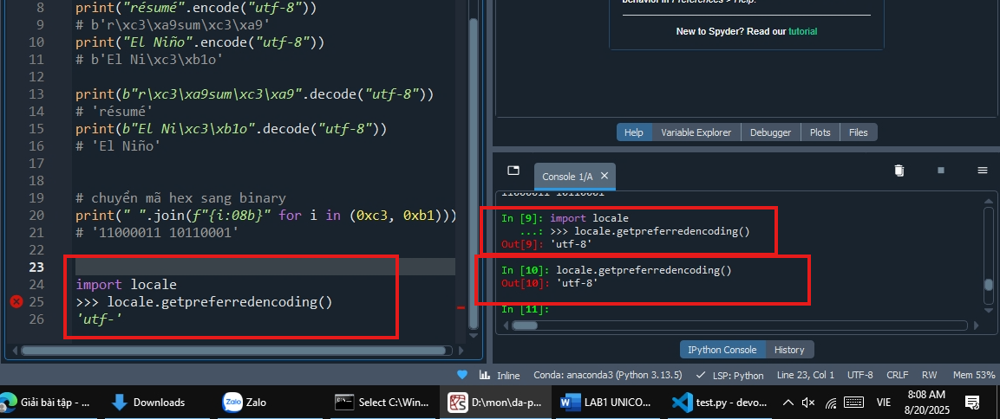 behavior in Preferences > Help.
New to Spyder? Read our tutorial
8 print("résumé".encode("utf-8"))
9 # b'r\xc3\xa9sum\xc3\xa9'
10 print("El Niño".encode("utf-8"))
11 # b'El Ni\xc3\xb1o'
12
13 print(b"r\xc3\xa9sum\xc3\xa9".decode("utf-8"))
14 # 'résumé'
15 print(b"El Ni\xc3\xb1o".decode("utf-8"))
16 # 'El Niño'
17
18
19 # chuyển mã hex sang binary
20 print(" ".join(f"{i:08b}" for i in (0xc3, 0xb1)))
21 # '11000011 10110001'
22
23
24 import locale
25 >>> locale.getpreferredencoding()
26 'utf-'
Help Variable Explorer Debugger Plots Files
Console 1/A
11000011 10110001
In [9]: import locale
...: >>> locale.getpreferredencoding()
Out[9]: 'utf-8'
In [10]: locale.getpreferredencoding()
Out[10]: 'utf-8'
In [11]:
IPython Console History
Inline Conda: anaconda3 (Python 3.13.5) LSP: Python Line 23, Col 1 UTF-8 CRLF RW Mem 53%
Giải bài tập - ... Downloads Zalo Zalo Select C:\Win... D:\mon\da-p... LAB1 UNICO... test.py - devo... VIE 8:08 AM
8/20/2025